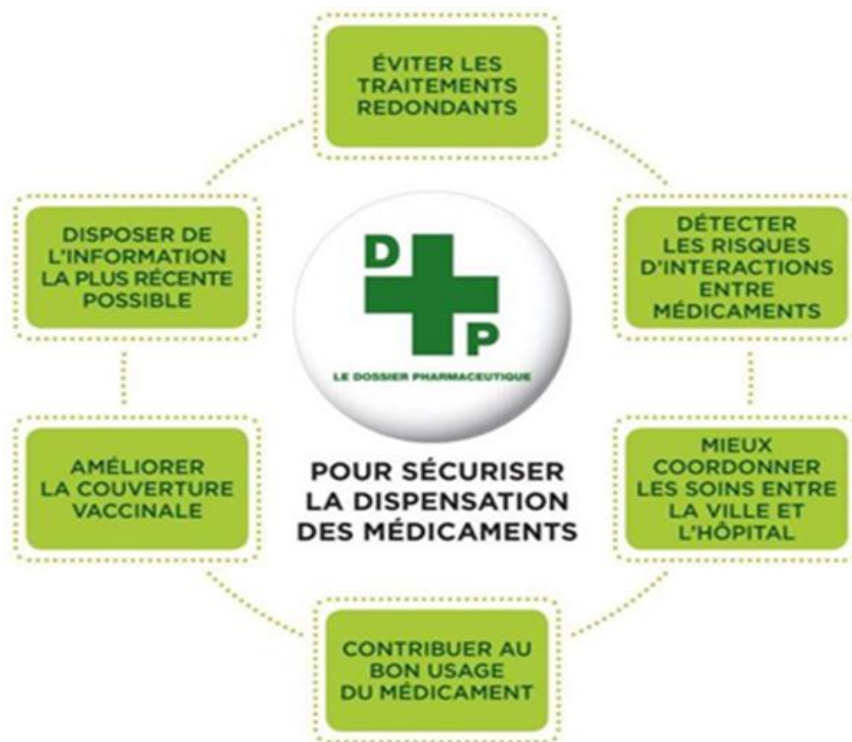 ÉVITER LES
TRAITEMENTS
REDONDANTS
DISPOSER DE
L'INFORMATION
LA PLUS RÉCENTE
POSSIBLE
D
P
LE DOSSIER PHARMACEUTIQUE
DÉTECTER
LES RISQUES
D'INTERACTIONS
ENTRE
MÉDICAMENTS
AMÉLIORER
LA COUVERTURE
VACCINALE
POUR SÉCURISER
LA DISPENSATION
DES MÉDICAMENTS
MIEUX
COORDONNER
LES SOINS ENTRE
LA VILLE ET
L'HÔPITAL
CONTRIBUER AU
BON USAGE
DU MÉDICAMENT